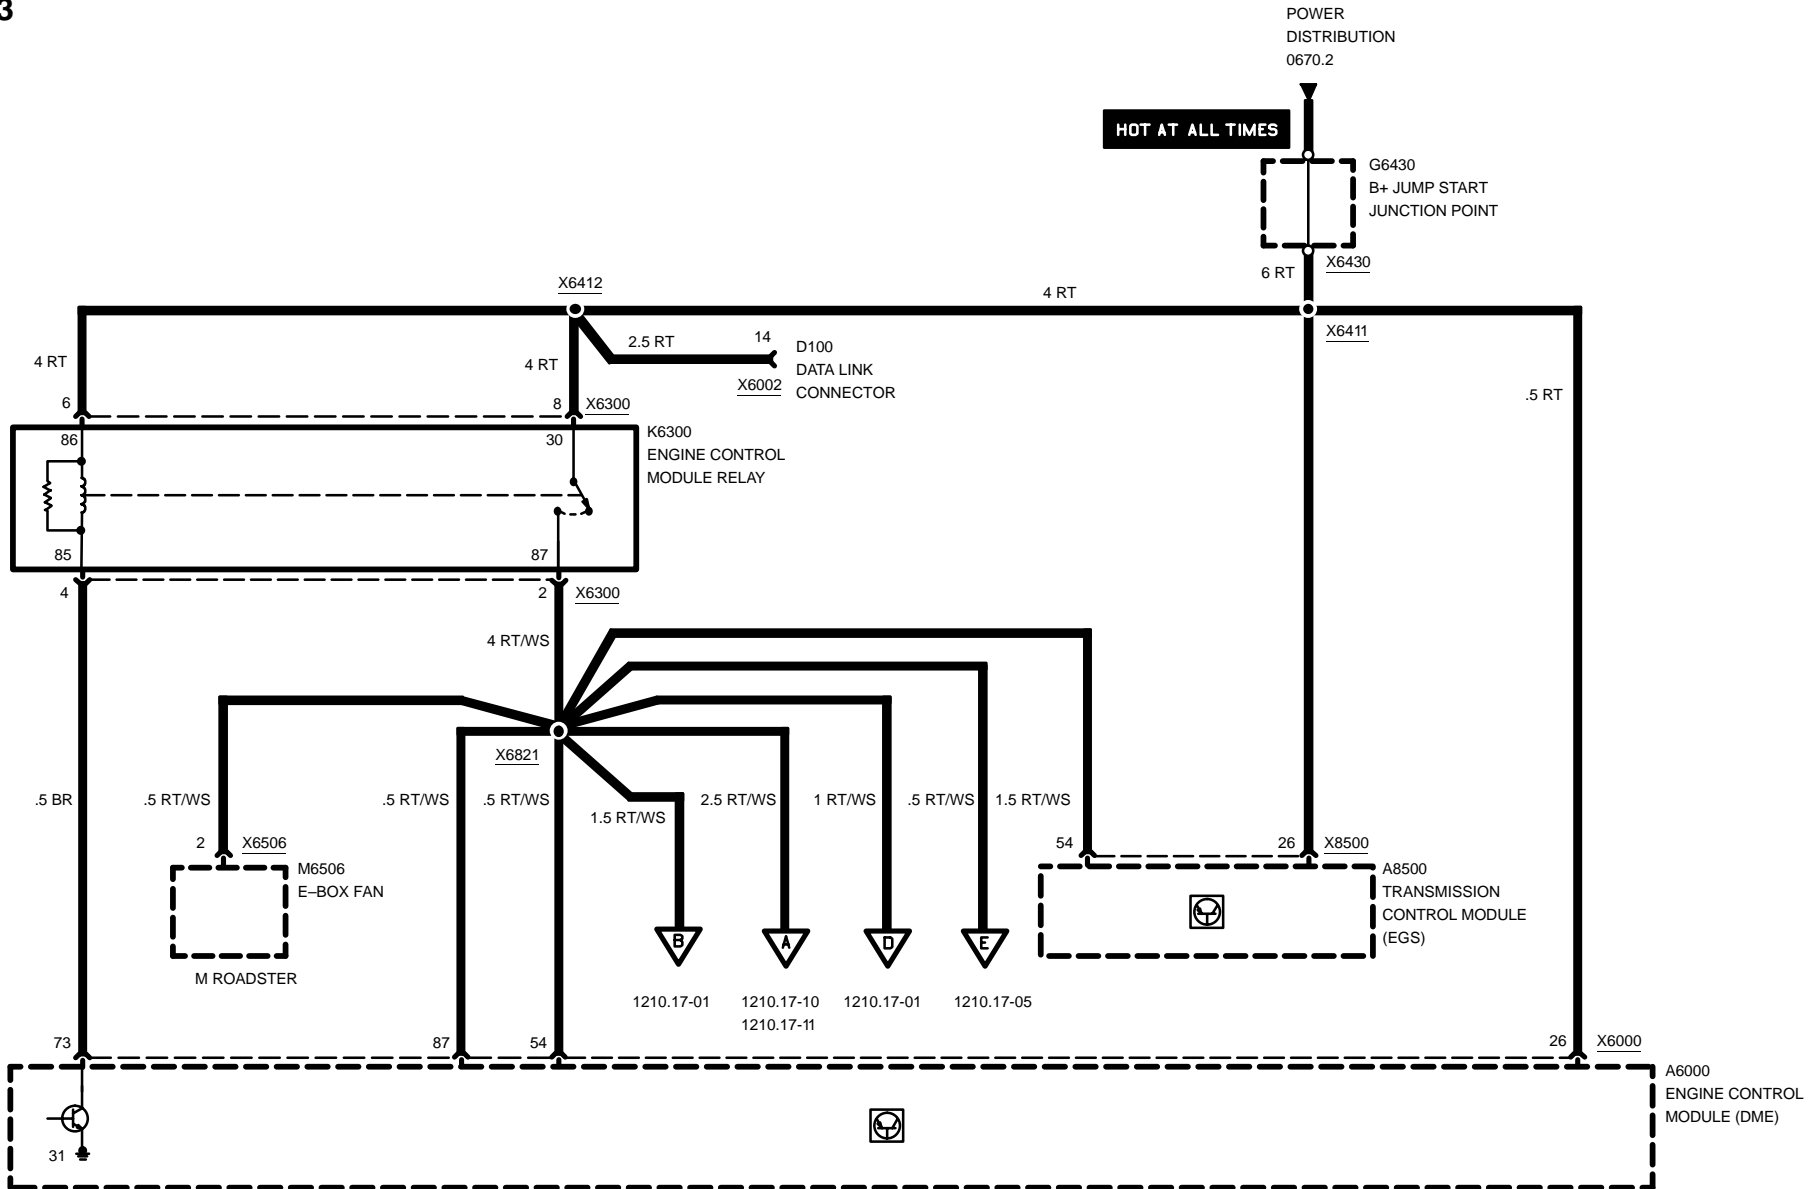 3
POWER
DISTRIBUTION
0670.2
HOT AT ALL TIMES
G6430
B+ JUMP START
JUNCTION POINT
X6430
6 RT
X6412
4 RT
X6411
2.5 RT
14
D100
DATA LINK
CONNECTOR
X6002
4 RT
4 RT
.5 RT
6
8
X6300
86
30
K6300
ENGINE CONTROL
MODULE RELAY
85
87
4
2
X6300
4 RT/WS
X6821
.5 BR
.5 RT/WS
.5 RT/WS
.5 RT/WS
1.5 RT/WS
2.5 RT/WS
1 RT/WS
.5 RT/WS
1.5 RT/WS
2
X6506
54
26
X8500
M6506
E–BOX FAN
A8500
TRANSMISSION
CONTROL MODULE
(EGS)
B
A
D
E
M ROADSTER
1210.17-01
1210.17-10
1210.17-11
1210.17-01
1210.17-05
73
87
54
26
X6000
A6000
ENGINE CONTROL
MODULE (DME)
31